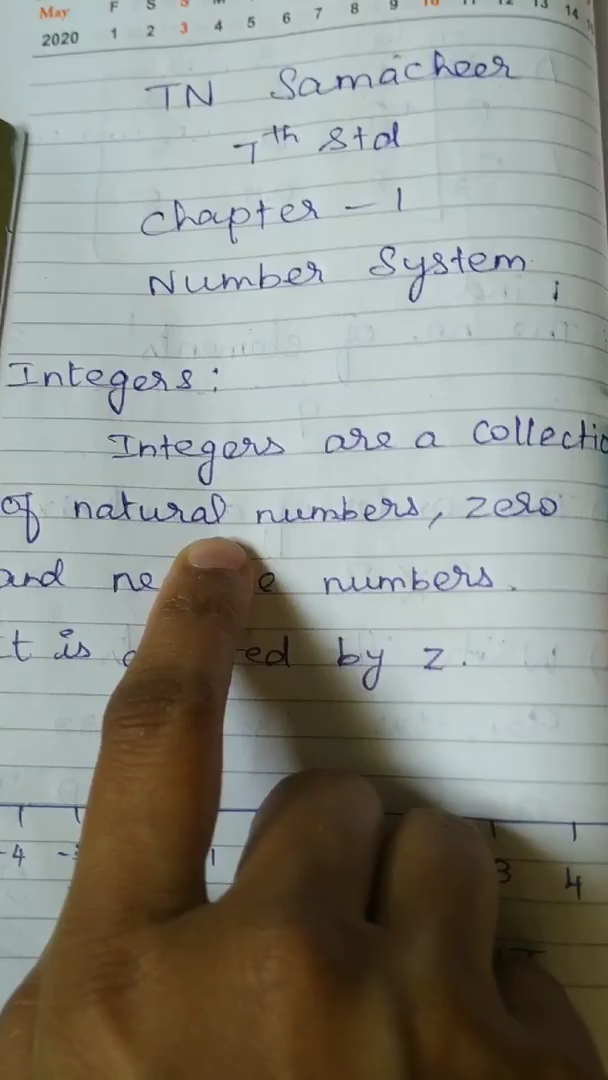 May F S S M
2020 1 2 3 4 5 6 7 8 9 10 11 12 13 14
TN Samacheer
7th Std
Chapter - 1
Number System
Integers:
Integers are a collectio
of natural numbers, zero
and ne e numbers.
t is ed by z.
-4 - 1 3 4